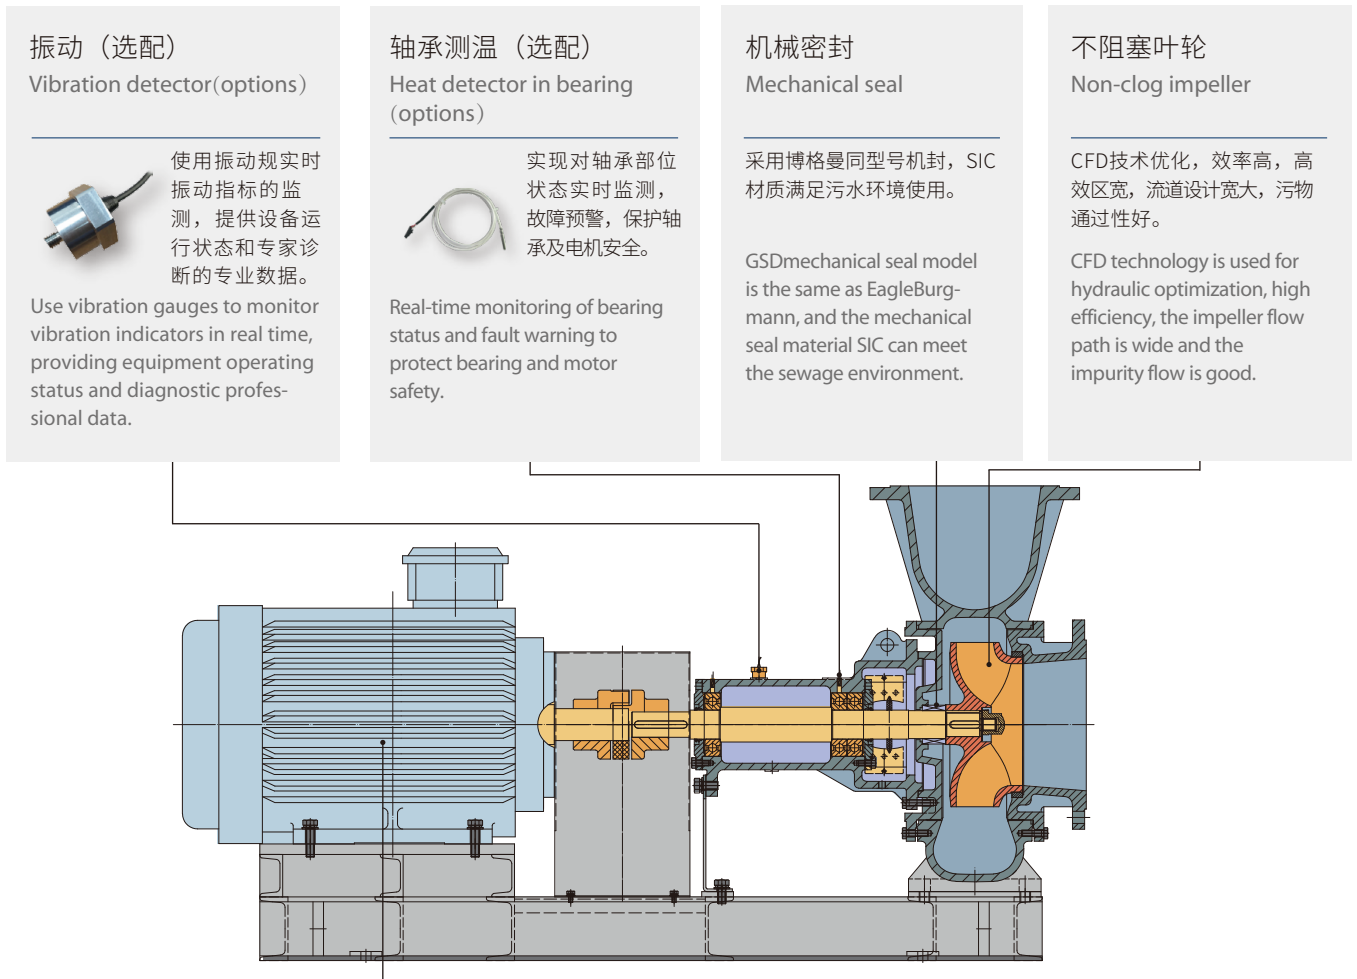 振动（选配）
Vibration detector(options)
使用振动规实时
振动指标的监
测，提供设备运
行状态和专家诊
断的专业数据。
Use vibration gauges to monitor
vibration indicators in real time,
providing equipment operating
status and diagnostic profes-
sional data.
轴承测温（选配）
Heat detector in bearing
(options)
实现对轴承部位
状态实时监测，
故障预警，保护轴
承及电机安全。
Real-time monitoring of bearing
status and fault warning to
protect bearing and motor
safety.
机械密封
Mechanical seal
采用博格曼同型号机封，SIC
材质满足污水环境使用。
GSDmechanical seal model
is the same as EagleBurg-
mann, and the mechanical
seal material SIC can meet
the sewage environment.
不阻塞叶轮
Non-clog impeller
CFD技术优化，效率高，高
效区宽，流道设计宽大，污物
通过性好。
CFD technology is used for
hydraulic optimization, high
efficiency, the impeller flow
path is wide and the
impurity flow is good.